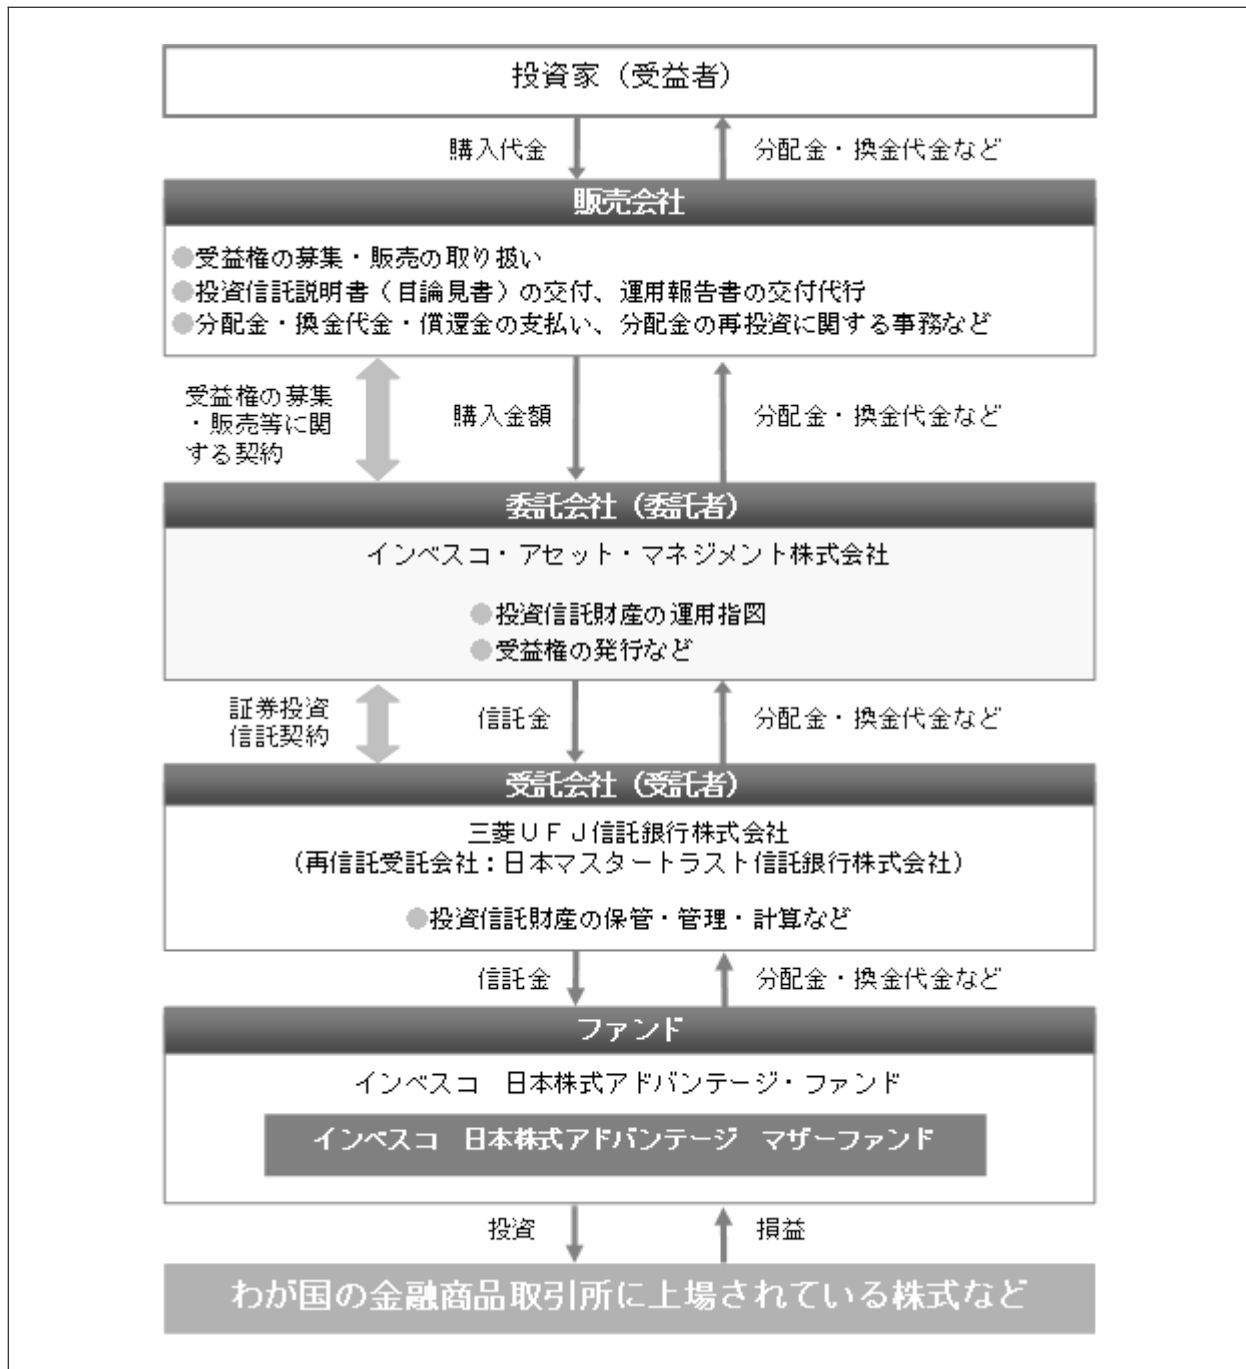 投資家（受益者）
購入代金
分配金・換金代金など
販売会社
●受益権の募集・販売の取り扱い
●投資信託説明書（目論見書）の交付、運用報告書の交付代行
●分配金・換金代金・償還金の支払い、分配金の再投資に関する事務など
受益権の募集
・販売等に関
する契約
購入金額
分配金・換金代金など
委託会社（委託者）
インベスコ・アセット・マネジメント株式会社
●投資信託財産の運用指図
●受益権の発行など
証券投資
信託契約
信託金
分配金・換金代金など
受託会社（受託者）
三菱ＵＦＪ信託銀行株式会社
（再信託受託会社：日本マスタートラスト信託銀行株式会社）
●投資信託財産の保管・管理・計算など
信託金
分配金・換金代金など
ファンド
インベスコ　日本株式アドバンテージ・ファンド
インベスコ　日本株式アドバンテージ　マザーファンド
投資
損益
わが国の金融商品取引所に上場されている株式など